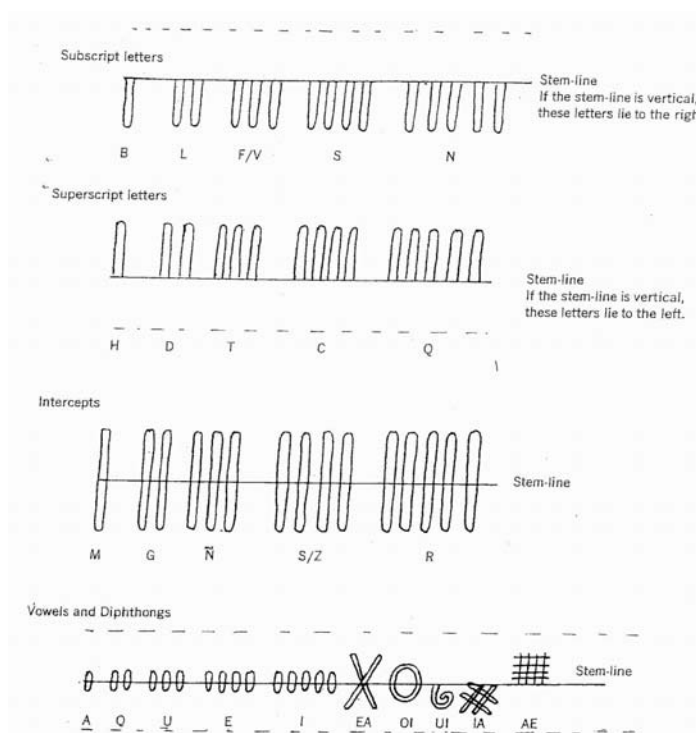 Subscript letters
Stem-line
If the stem-line is vertical,
these letters lie to the righ
B L F/V S N
Superscript letters
Stem-line
If the stem-line is vertical,
these letters lie to the left.
H D T C Q
Intercepts
Stem-line
M G Ñ S/Z R
Vowels and Diphthongs
Stem-line
A O U E I EA OI UI IA AE